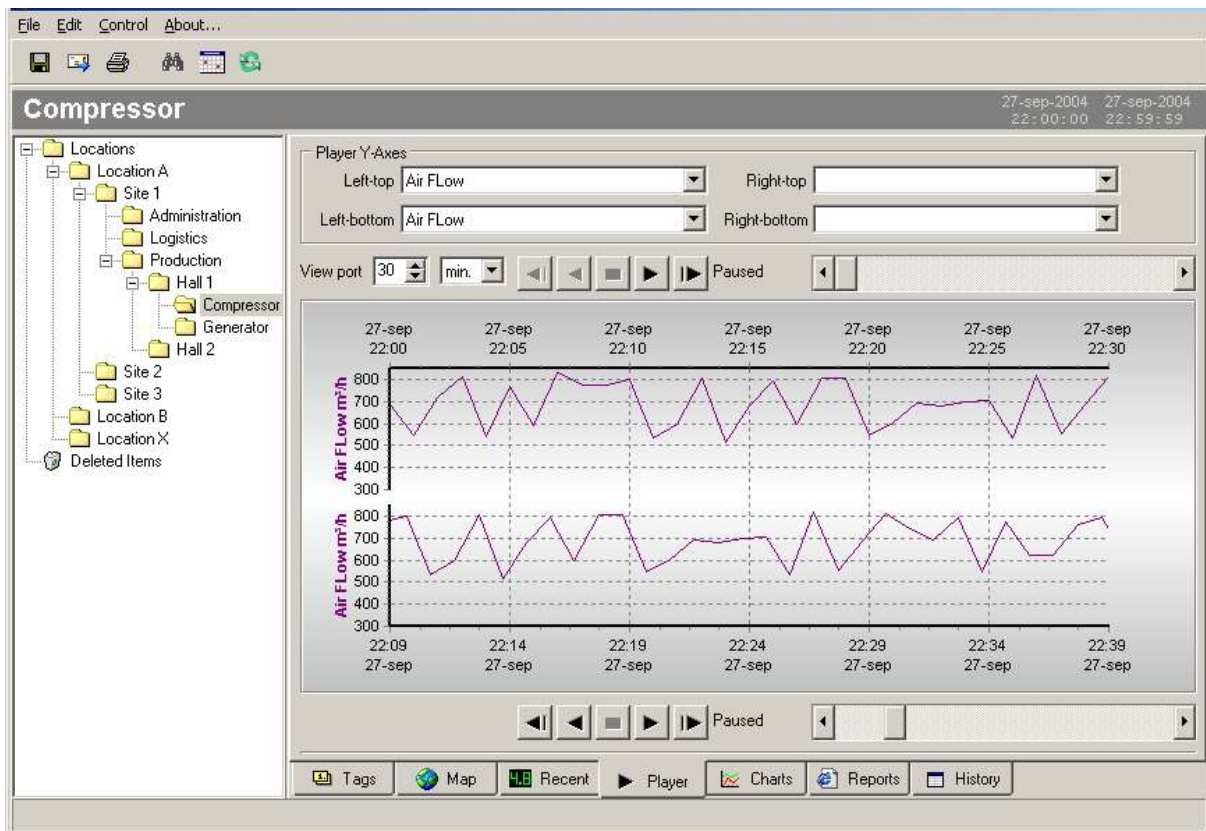 File Edit Control About...
Compressor
27-sep-2004 27-sep-2004
22:00:00 22:59:59
Locations
Location A
Site 1
Administration
Logistics
Production
Hall 1
Compressor
Generator
Hall 2
Site 2
Site 3
Location B
Location X
Deleted Items
Player Y-Axes
Left-top Air FLow Right-top
Left-bottom Air FLow Right-bottom
View port 30 min. Paused
27-sep 27-sep 27-sep 27-sep 27-sep 27-sep 27-sep
22:00 22:05 22:10 22:15 22:20 22:25 22:30
Air FLow m³/h
800
700
600
500
400
300
Air FLow m³/h
800
700
600
500
400
300
22:09 22:14 22:19 22:24 22:29 22:34 22:39
27-sep 27-sep 27-sep 27-sep 27-sep 27-sep 27-sep
Paused
Tags Map 4.8 Recent Player Charts Reports History